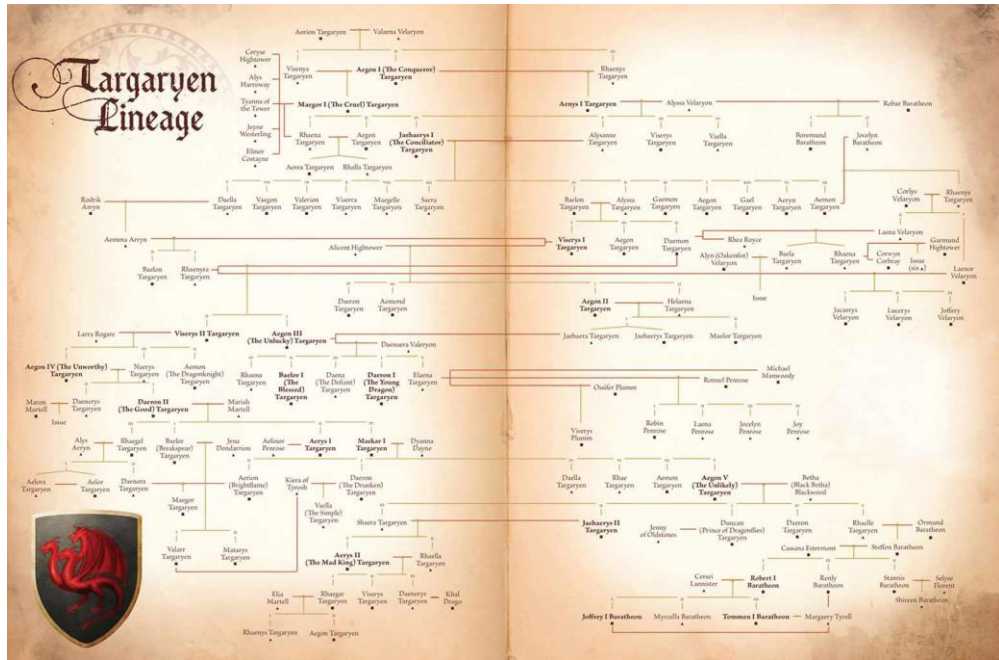 Targaryen
Lineage
Aerion Targaryen
Valaena Velaryon
Ceryse
Hightower
Visenya
Targaryen
Aegon I (The Conqueror)
Targaryen
Rhaenys
Targaryen
Alys
Harroway
Tyanna of
the Tower
Maegor I (The Cruel) Targaryen
Aenys I Targaryen
Alyssa Velaryon
Robar Baratheon
Jeyne
Westerling
Elinor
Costayne
Rhaena
Targaryen
Aegon
Targaryen
Jaehaerys I
(The Conciliator)
Targaryen
Alysanne
Targaryen
Viserys
Targaryen
Vaella
Targaryen
Boremund
Baratheon
Jocelyn
Baratheon
Aerea Targaryen
Rhalla Targaryen
Rodrik
Arryn
Daella
Targaryen
Vaegon
Targaryen
Valerion
Targaryen
Viserra
Targaryen
Maegelle
Targaryen
Saera
Targaryen
Baelon
Targaryen
Alyssa
Targaryen
Gaemon
Targaryen
Aegon
Targaryen
Gael
Targaryen
Aeryn
Targaryen
Aemon
Targaryen
Corlys
Velaryon
Rhaenys
Targaryen
Aemma Arryn
Alicent Hightower
Viserys I
Targaryen
Aegon
Targaryen
Daemon
Targaryen
Rhea Royce
Laena Velaryon
Alyn (Oakenfist)
Velaryon
Baela
Targaryen
Rhaena
Targaryen
Corwyn
Corbray
Garmund
Hightower
Issue
(six)
Laenor
Velaryon
Baelon
Targaryen
Rhaenyra
Targaryen
Issue
Daeron
Targaryen
Aemond
Targaryen
Aegon II
Targaryen
Helaena
Targaryen
Jacaerys
Velaryon
Lucerys
Velaryon
Joffery
Velaryon
Larra Rogare
Viserys II Targaryen
Aegon III
(The Unlucky) Targaryen
Daenaera Valeryon
Jaehaera Targaryen
Jaehaerys Targaryen
Maelor Targaryen
Aegon IV (The Unworthy)
Targaryen
Naerys
Targaryen
Aemon
(The Dragonknight)
Targaryen
Rhaena
Targaryen
Baelor I
(The
Blessed)
Targaryen
Daena
(The Defiant)
Targaryen
Daeron I
(The Young
Dragon)
Targaryen
Elaena
Targaryen
Ossifer Plumm
Ronnel Penrose
Michael
Manwoody
Maron
Martell
Daenerys
Targaryen
Daeron II
(The Good) Targaryen
Mariah
Martell
Issue
Viserys
Plumm
Robin
Penrose
Laena
Penrose
Jocelyn
Penrose
Joy
Penrose
Alys
Arryn
Rhaegel
Targaryen
Baelor
(Breakspear)
Targaryen
Jena
Dondarrion
Aelinor
Penrose
Aerys I
Targaryen
Maekar I
Targaryen
Dyanna
Dayne
Aelora
Targaryen
Aelor
Targaryen
Daenora
Targaryen
Aerion
(Brightflame)
Targaryen
Kiera of
Tyrosh
Daeron
(The Drunken)
Targaryen
Daella
Targaryen
Rhae
Targaryen
Aemon
Targaryen
Aegon V
(The Unlikely)
Targaryen
Betha
(Black Betha)
Blackwood
Maegor
Targaryen
Vaella
(The Simple)
Targaryen
Shaera Targaryen
Jaehaerys II
Targaryen
Jenny
of Oldstones
Duncan
(Prince of Dragonflies)
Targaryen
Daeron
Targaryen
Rhaelle
Targaryen
Ormund
Baratheon
Valarr
Targaryen
Matarys
Targaryen
Aerys II
(The Mad King) Targaryen
Rhaella
Targaryen
Cassana Estermont
Steffon Baratheon
Elia
Martell
Rhaegar
Targaryen
Viserys
Targaryen
Daenerys
Targaryen
Khal
Drogo
Cersei
Lannister
Robert I
Baratheon
Renly
Baratheon
Stannis
Baratheon
Selyse
Florent
Shireen Baratheon
Rhaenys Targaryen
Aegon Targaryen
Joffrey I Baratheon
Myrcella Baratheon
Tommen I Baratheon
Margaery Tyrell